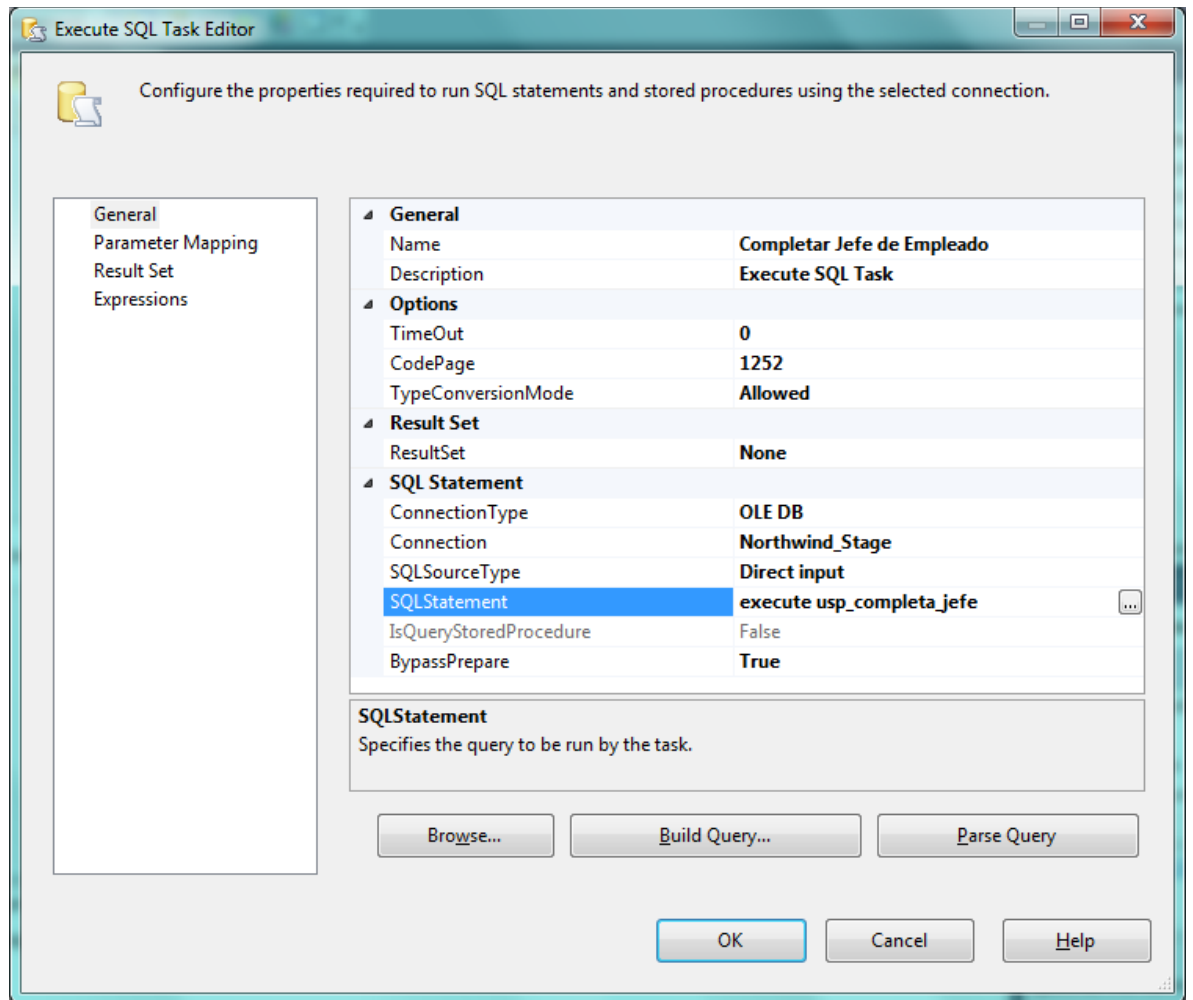 Execute SQL Task Editor
Configure the properties required to run SQL statements and stored procedures using the selected connection.
General
Parameter Mapping
Result Set
Expressions
General
Name Completar Jefe de Empleado
Description Execute SQL Task
Options
TimeOut 0
CodePage 1252
TypeConversionMode Allowed
Result Set
ResultSet None
SQL Statement
ConnectionType OLE DB
Connection Northwind_Stage
SQLSourceType Direct input
SQLStatement execute usp_completa_jefe ...
IsQueryStoredProcedure False
BypassPrepare True
SQLStatement
Specifies the query to be run by the task.
Browse... Build Query... Parse Query
OK Cancel Help